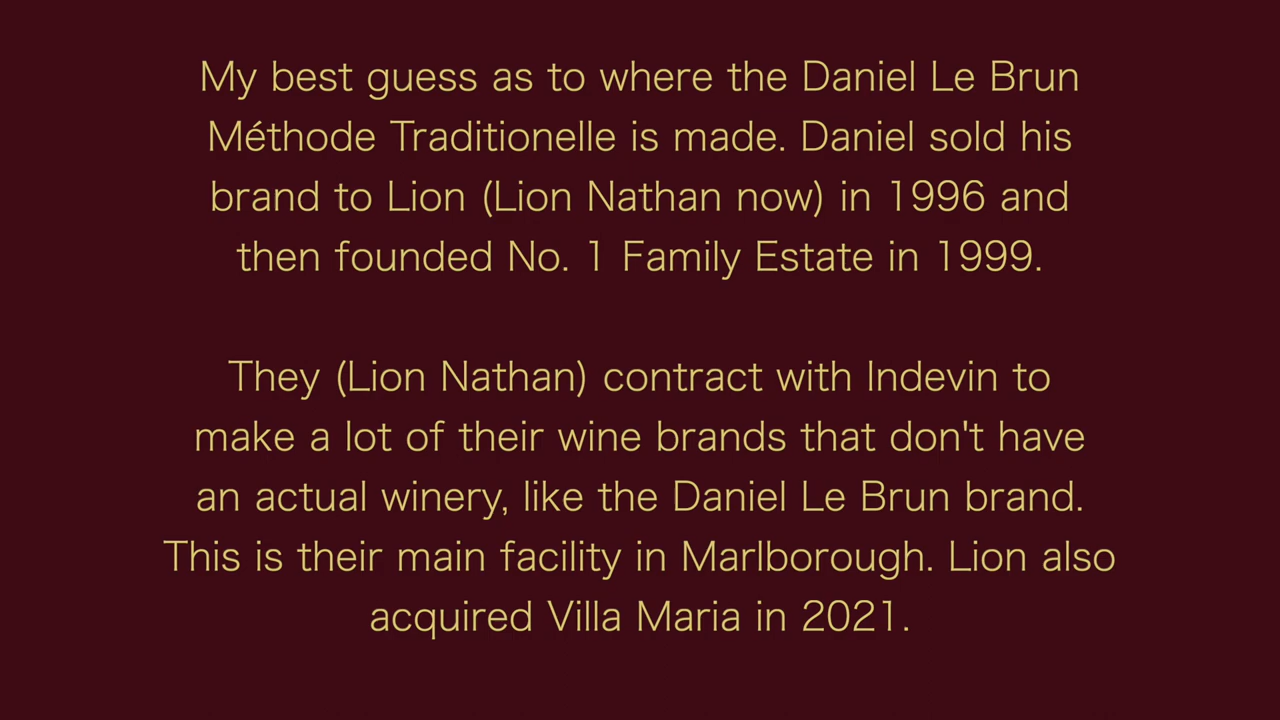 My best guess as to where the Daniel Le Brun
Méthode Traditionelle is made. Daniel sold his
brand to Lion (Lion Nathan now) in 1996 and
then founded No. 1 Family Estate in 1999.
They (Lion Nathan) contract with Indevin to
make a lot of their wine brands that don't have
an actual winery, like the Daniel Le Brun brand.
This is their main facility in Marlborough. Lion also
acquired Villa Maria in 2021.